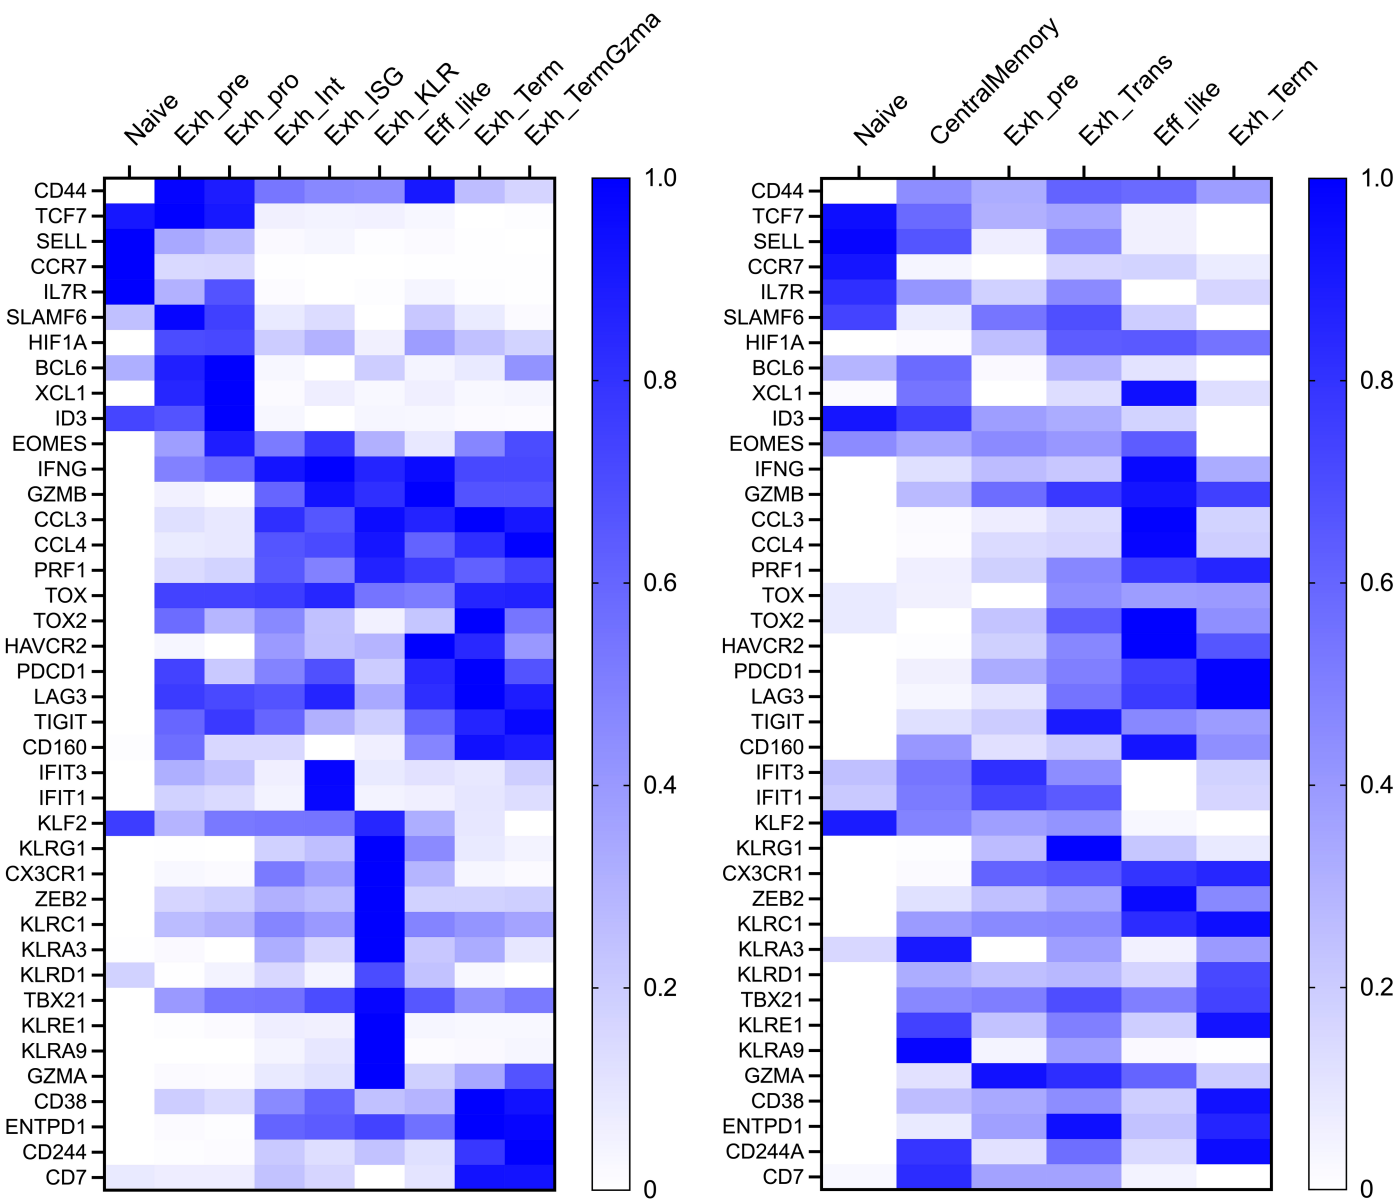 Naive
Exh_pre
Exh_pro
Exh_Int
Exh_ISG
Exh_KLR
Eff_like
Exh_Term
Exh_TermGzma
CD44
TCF7
SELL
CCR7
IL7R
SLAMF6
HIF1A
BCL6
XCL1
ID3
EOMES
IFNG
GZMB
CCL3
CCL4
PRF1
TOX
TOX2
HAVCR2
PDCD1
LAG3
TIGIT
CD160
IFIT3
IFIT1
KLF2
KLRG1
CX3CR1
ZEB2
KLRC1
KLRA3
KLRD1
TBX21
KLRE1
KLRA9
GZMA
CD38
ENTPD1
CD244
CD7
1.0
0.8
0.6
0.4
0.2
0
Naive
CentralMemory
Exh_pre
Exh_Trans
Eff_like
Exh_Term
CD44
TCF7
SELL
CCR7
IL7R
SLAMF6
HIF1A
BCL6
XCL1
ID3
EOMES
IFNG
GZMB
CCL3
CCL4
PRF1
TOX
TOX2
HAVCR2
PDCD1
LAG3
TIGIT
CD160
IFIT3
IFIT1
KLF2
KLRG1
CX3CR1
ZEB2
KLRC1
KLRA3
KLRD1
TBX21
KLRE1
KLRA9
GZMA
CD38
ENTPD1
CD244A
CD7
1.0
0.8
0.6
0.4
0.2
0